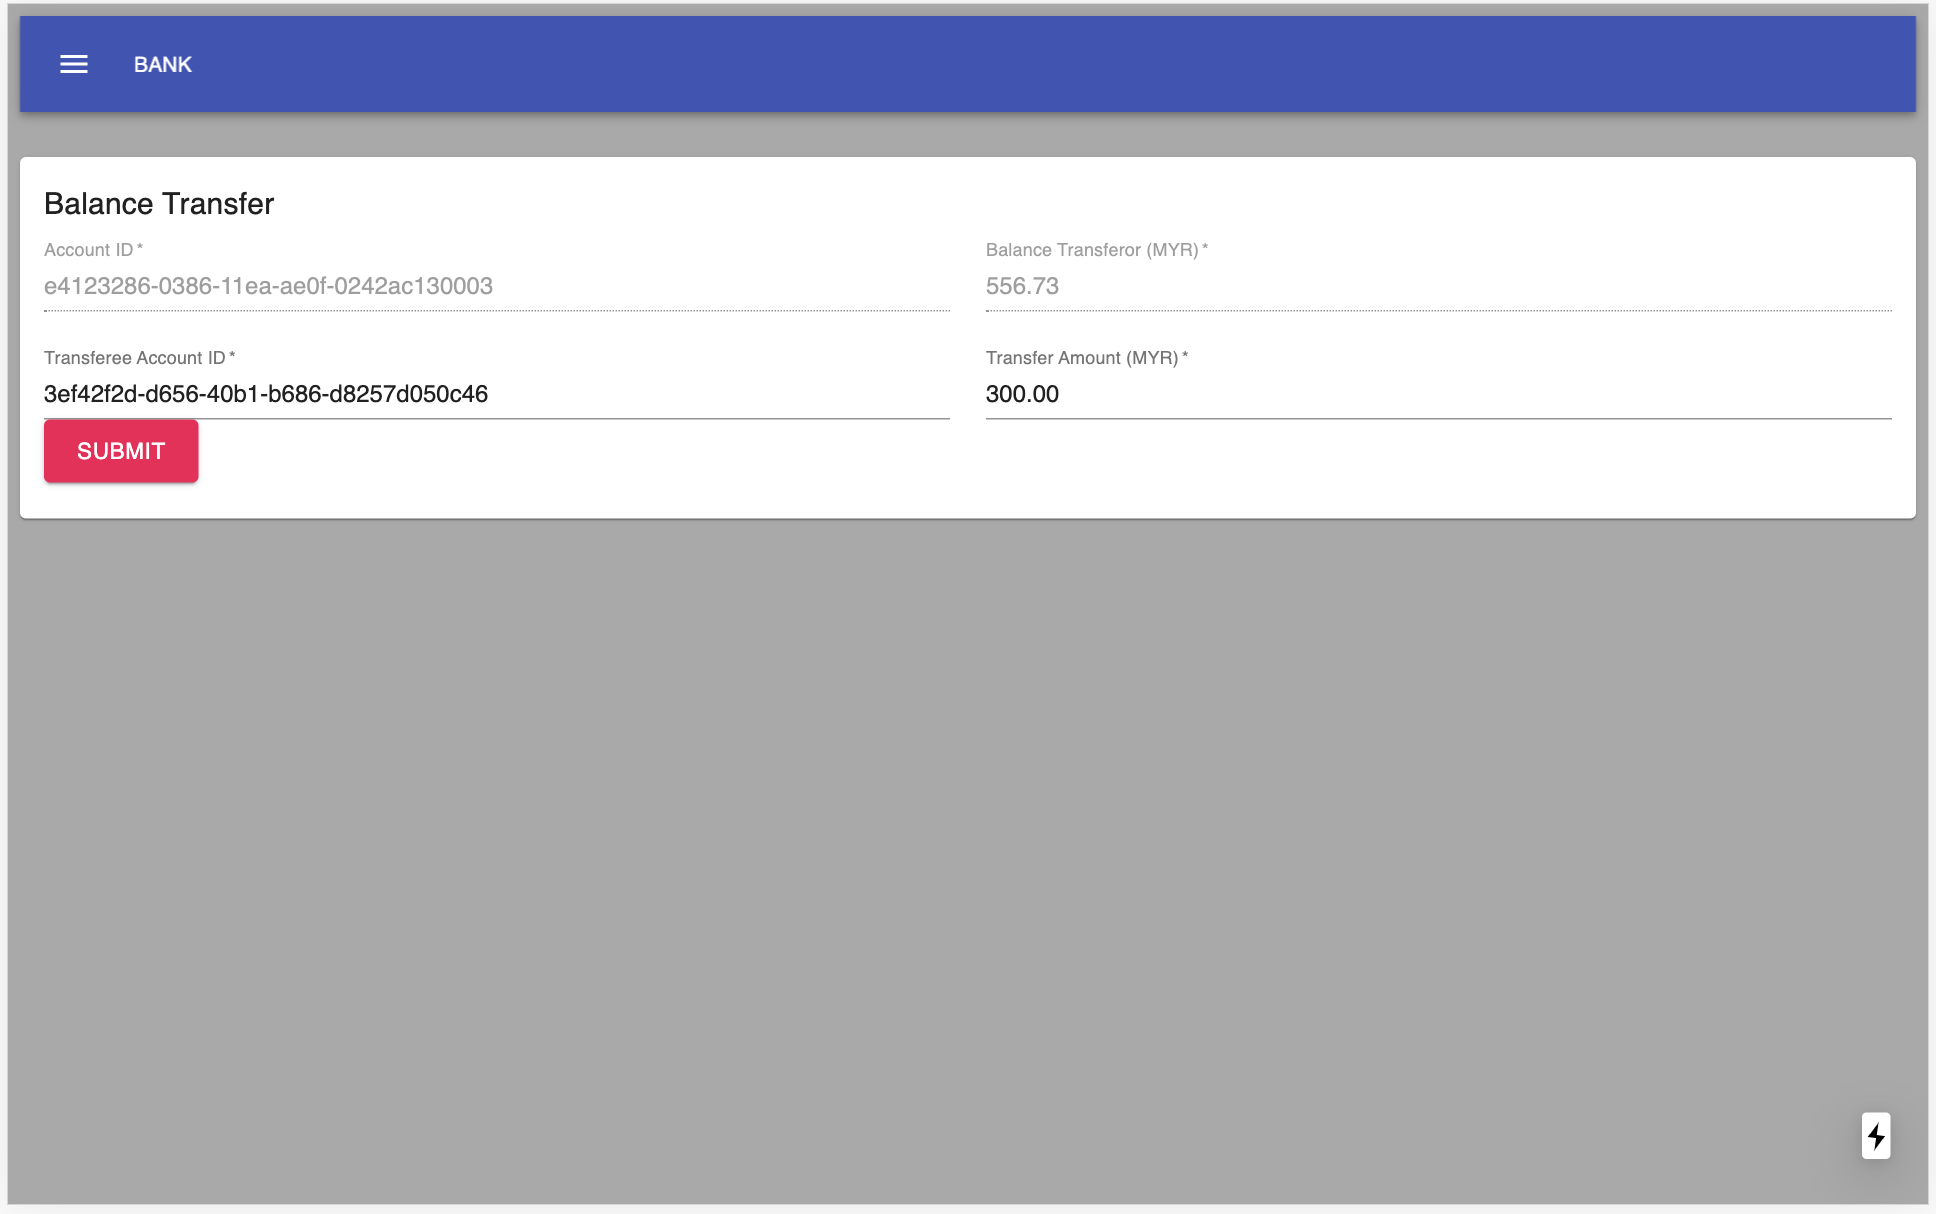 BANK
Balance Transfer
Account ID *
e4123286-0386-11ea-ae0f-0242ac130003
Balance Transferor (MYR) *
556.73
Transferee Account ID *
3ef42f2d-d656-40b1-b686-d8257d050c46
Transfer Amount (MYR) *
300.00
SUBMIT